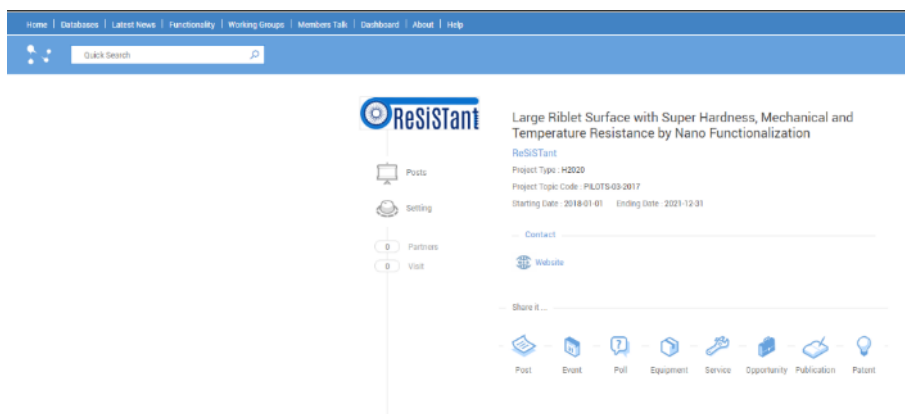 Home | Databases | Latest News | Functionality | Working Groups | Members Talk | Dashboard | About | Help
Quick Search
ReSiSTant
Large Riblet Surface with Super Hardness, Mechanical and
Temperature Resistance by Nano Functionalization
ReSiSTant
Project Type : H2020
Project Topic Code : PILOTS-03-2017
Starting Date : 2018-01-01 Ending Date : 2021-12-31
Posts
Setting
0 Partners
0 Visit
Contact
Website
Share it ...
Post Event Poll Equipment Service Opportunity Publication Patent